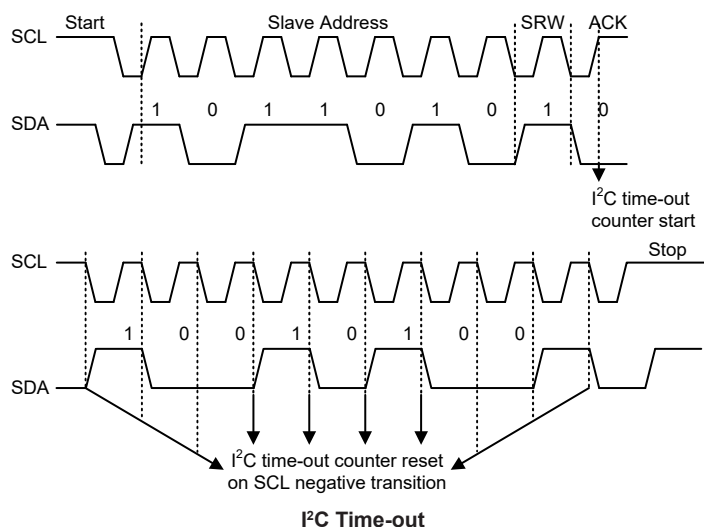 Start Slave Address SRW ACK
SCL
1 0 1 1 0 1 0 1 0
SDA
I²C time-out
counter start
SCL Stop
1 0 0 1 0 1 0 0
SDA
I²C time-out counter reset
on SCL negative transition
I²C Time-out